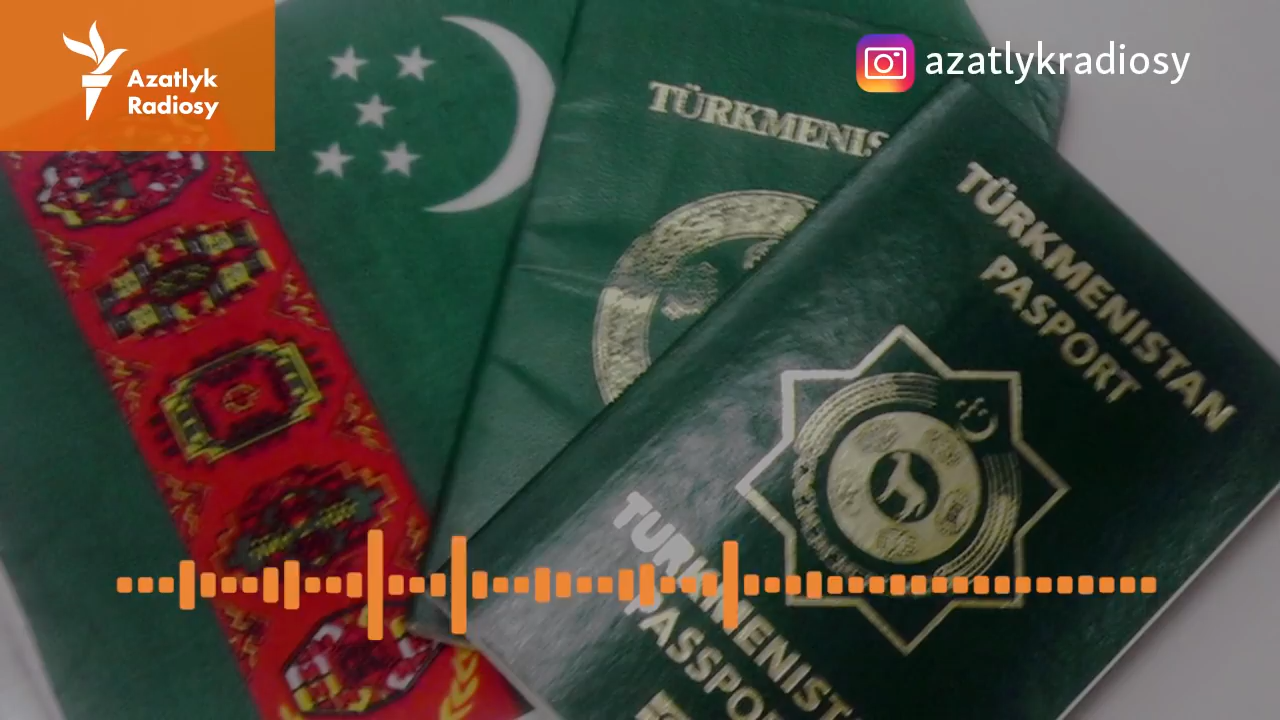 Azatlyk
Radiosy
azatlykradiosy
TÜRKMENIS
TÜRKMENISTAN
PASPORT